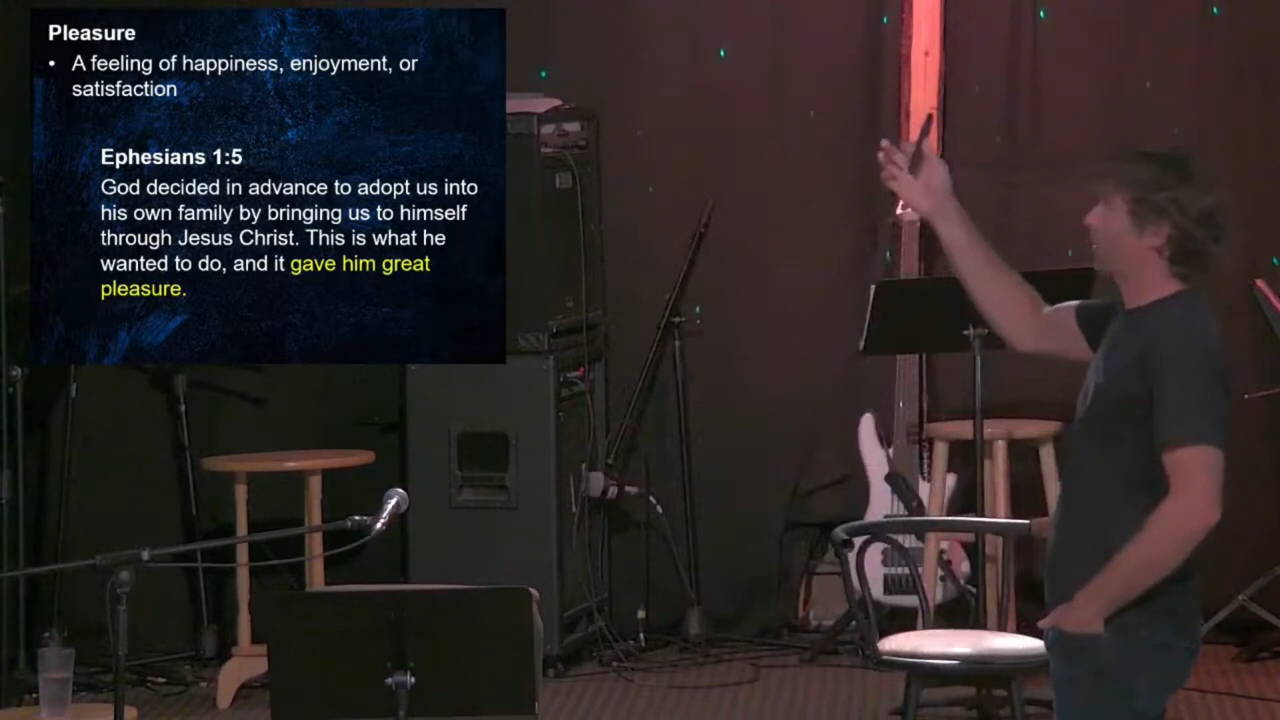 Pleasure
• A feeling of happiness, enjoyment, or
satisfaction
Ephesians 1:5
God decided in advance to adopt us into
his own family by bringing us to himself
through Jesus Christ. This is what he
wanted to do, and it gave him great
pleasure.